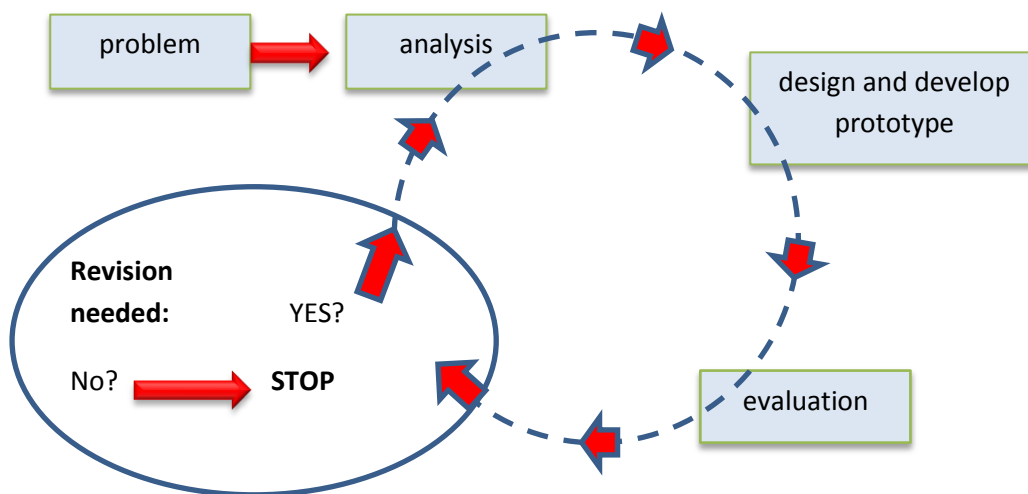 problem
analysis
design and develop
prototype
Revision
needed:
YES?
No?
STOP
evaluation